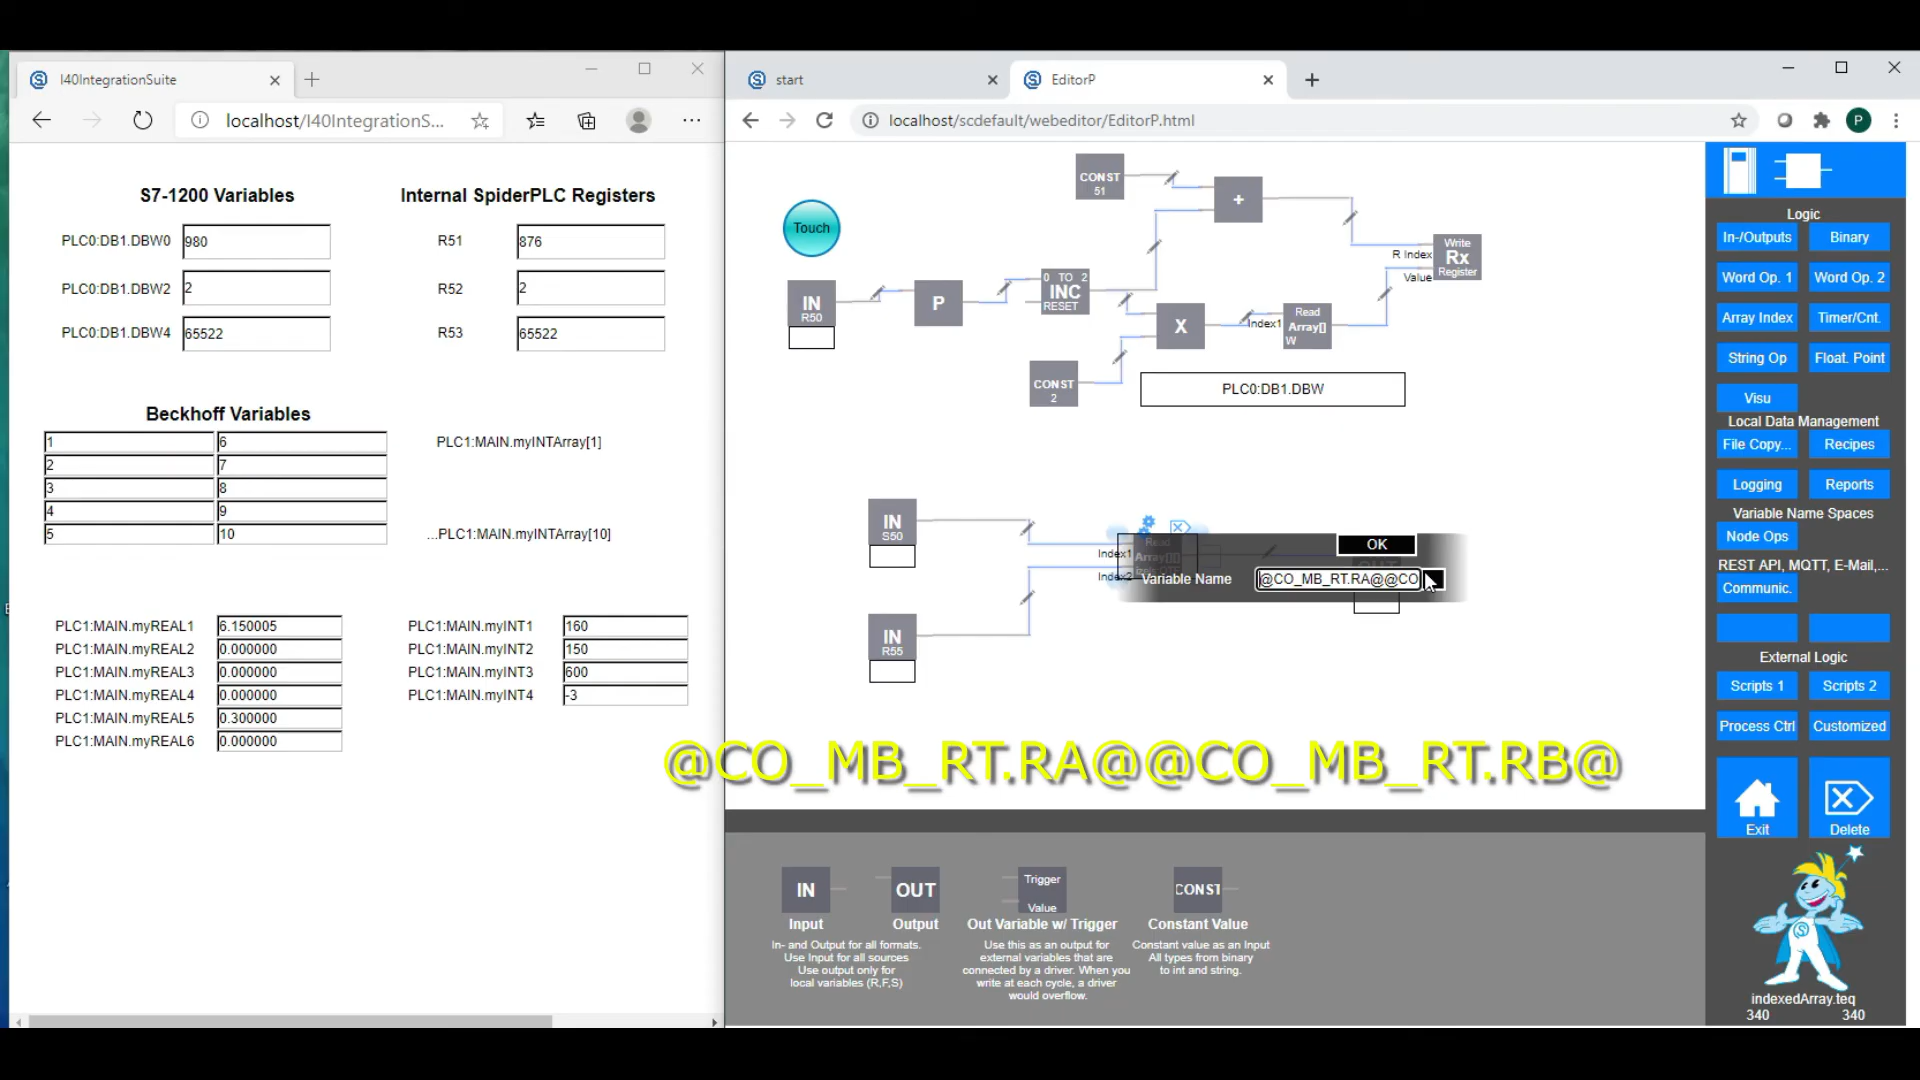 I40IntegrationSuite
localhost/I40IntegrationS...
S7-1200 Variables
Internal SpiderPLC Registers
PLC0:DB1.DBW0 980 R51 876
PLC0:DB1.DBW2 2 R52 2
PLC0:DB1.DBW4 65522 R53 65522
Beckhoff Variables
1 6 PLC1:MAIN.myINTArray[1]
2 7
3 8
4 9
5 10 ...PLC1:MAIN.myINTArray[10]
PLC1:MAIN.myREAL1 6.150005 PLC1:MAIN.myINT1 160
PLC1:MAIN.myREAL2 0.000000 PLC1:MAIN.myINT2 150
PLC1:MAIN.myREAL3 0.000000 PLC1:MAIN.myINT3 600
PLC1:MAIN.myREAL4 0.000000 PLC1:MAIN.myINT4 -3
PLC1:MAIN.myREAL5 0.300000
PLC1:MAIN.myREAL6 0.000000
start
EditorP
localhost/scdefault/webeditor/EditorP.html
P
Touch
CONST
51
+
IN
R50
P
0 TO 2
INC
RESET
X
CONST
2
Index1
Read
Array[]
W
R Index
Value
Write
Rx
Register
PLC0:DB1.DBW
IN
S50
IN
R55
Index1
Index2
Read
Array[][]
OK
Variable Name @CO_MB_RT.RA@@CO
@CO_MB_RT.RA@@CO_MB_RT.RB@
IN
Input
In- and Output for all formats.
Use Input for all sources
Use output only for
local variables (R,F,S)
OUT
Output
Trigger
Value
Out Variable w/ Trigger
Use this as an output for
external variables that are
connected by a driver. When you
write at each cycle, a driver
would overflow.
CONST
Constant Value
Constant value as an Input
All types from binary
to int and string.
Logic
In-/Outputs Binary
Word Op. 1 Word Op. 2
Array Index Timer/Cnt.
String Op Float. Point
Visu
Local Data Management
File Copy... Recipes
Logging Reports
Variable Name Spaces
Node Ops
REST API, MQTT, E-Mail,...
Communic.
External Logic
Scripts 1 Scripts 2
Process Ctrl Customized
Exit Delete
indexedArray.teq
340 340